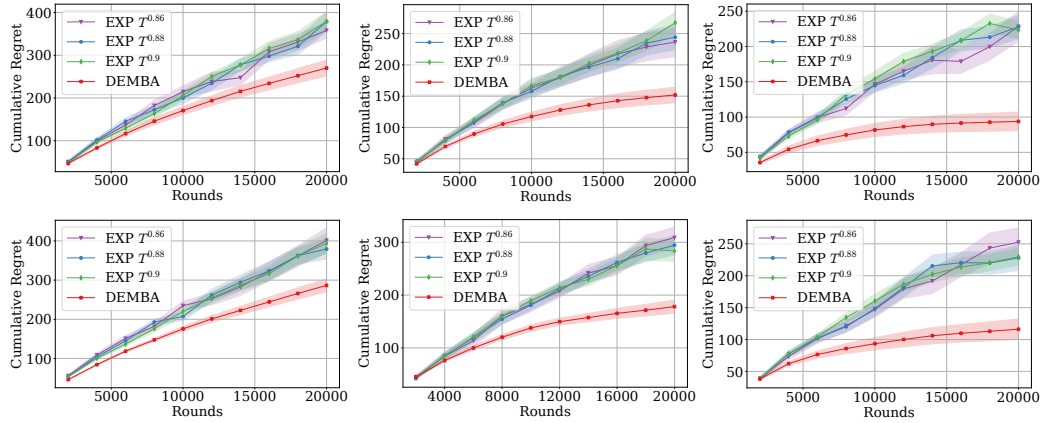 Cumulative Regret
400
300
200
100
EXP T^0.86
EXP T^0.88
EXP T^0.9
DEMBA
5000 10000 15000 20000
Rounds
Cumulative Regret
250
200
150
100
50
EXP T^0.86
EXP T^0.88
EXP T^0.9
DEMBA
5000 10000 15000 20000
Rounds
Cumulative Regret
250
200
150
100
50
EXP T^0.86
EXP T^0.88
EXP T^0.9
DEMBA
5000 10000 15000 20000
Rounds
Cumulative Regret
400
300
200
100
EXP T^0.86
EXP T^0.88
EXP T^0.9
DEMBA
5000 10000 15000 20000
Rounds
Cumulative Regret
300
200
100
EXP T^0.86
EXP T^0.88
EXP T^0.9
DEMBA
4000 8000 12000 16000 20000
Rounds
Cumulative Regret
250
200
150
100
50
EXP T^0.86
EXP T^0.88
EXP T^0.9
DEMBA
5000 10000 15000 20000
Rounds